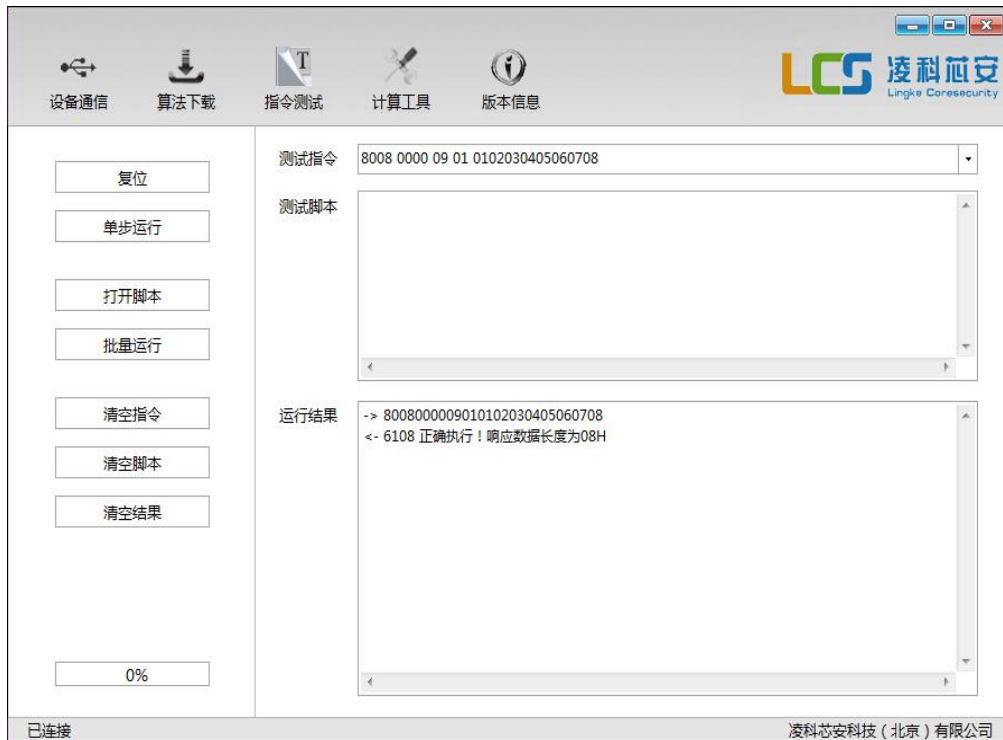 LCS 凌科芯安
Lingke Coresecurity
设备通信 算法下载 指令测试 计算工具 版本信息
复位
单步运行
打开脚本
批量运行
清空指令
清空脚本
清空结果
0%
测试指令 8008 0000 09 01 0102030405060708
测试脚本
运行结果 -> 8008000009010102030405060708
<- 6108 正确执行！响应数据长度为08H
已连接 凌科芯安科技（北京）有限公司